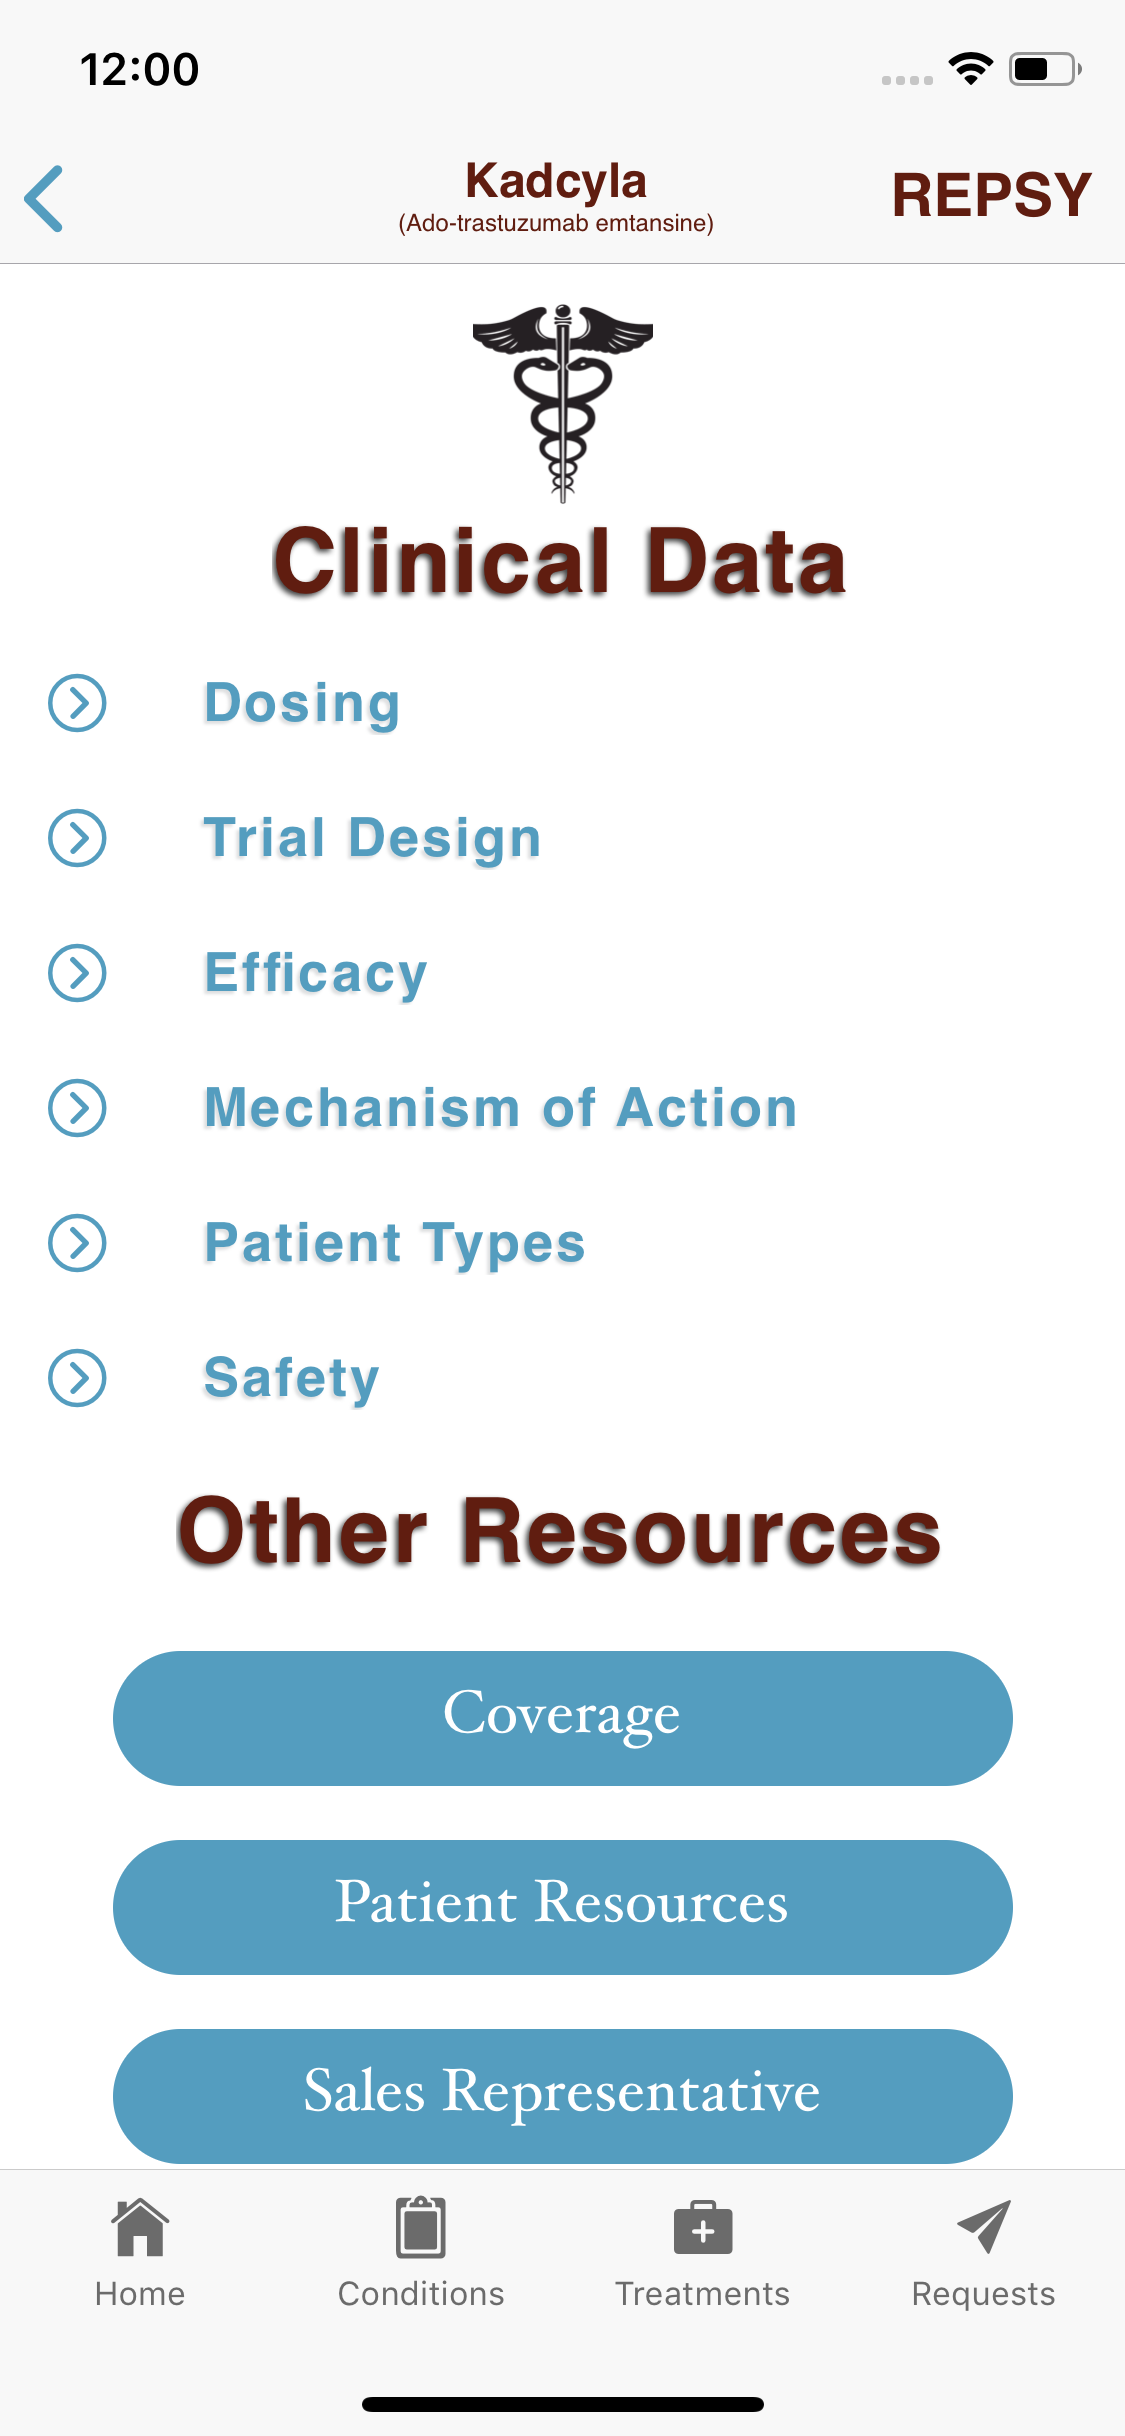 12:00
Kadcyla
(Ado-trastuzumab emtansine)
REPSY
Clinical Data
Dosing
Trial Design
Efficacy
Mechanism of Action
Patient Types
Safety
Other Resources
Coverage
Patient Resources
Sales Representative
Home
Conditions
Treatments
Requests